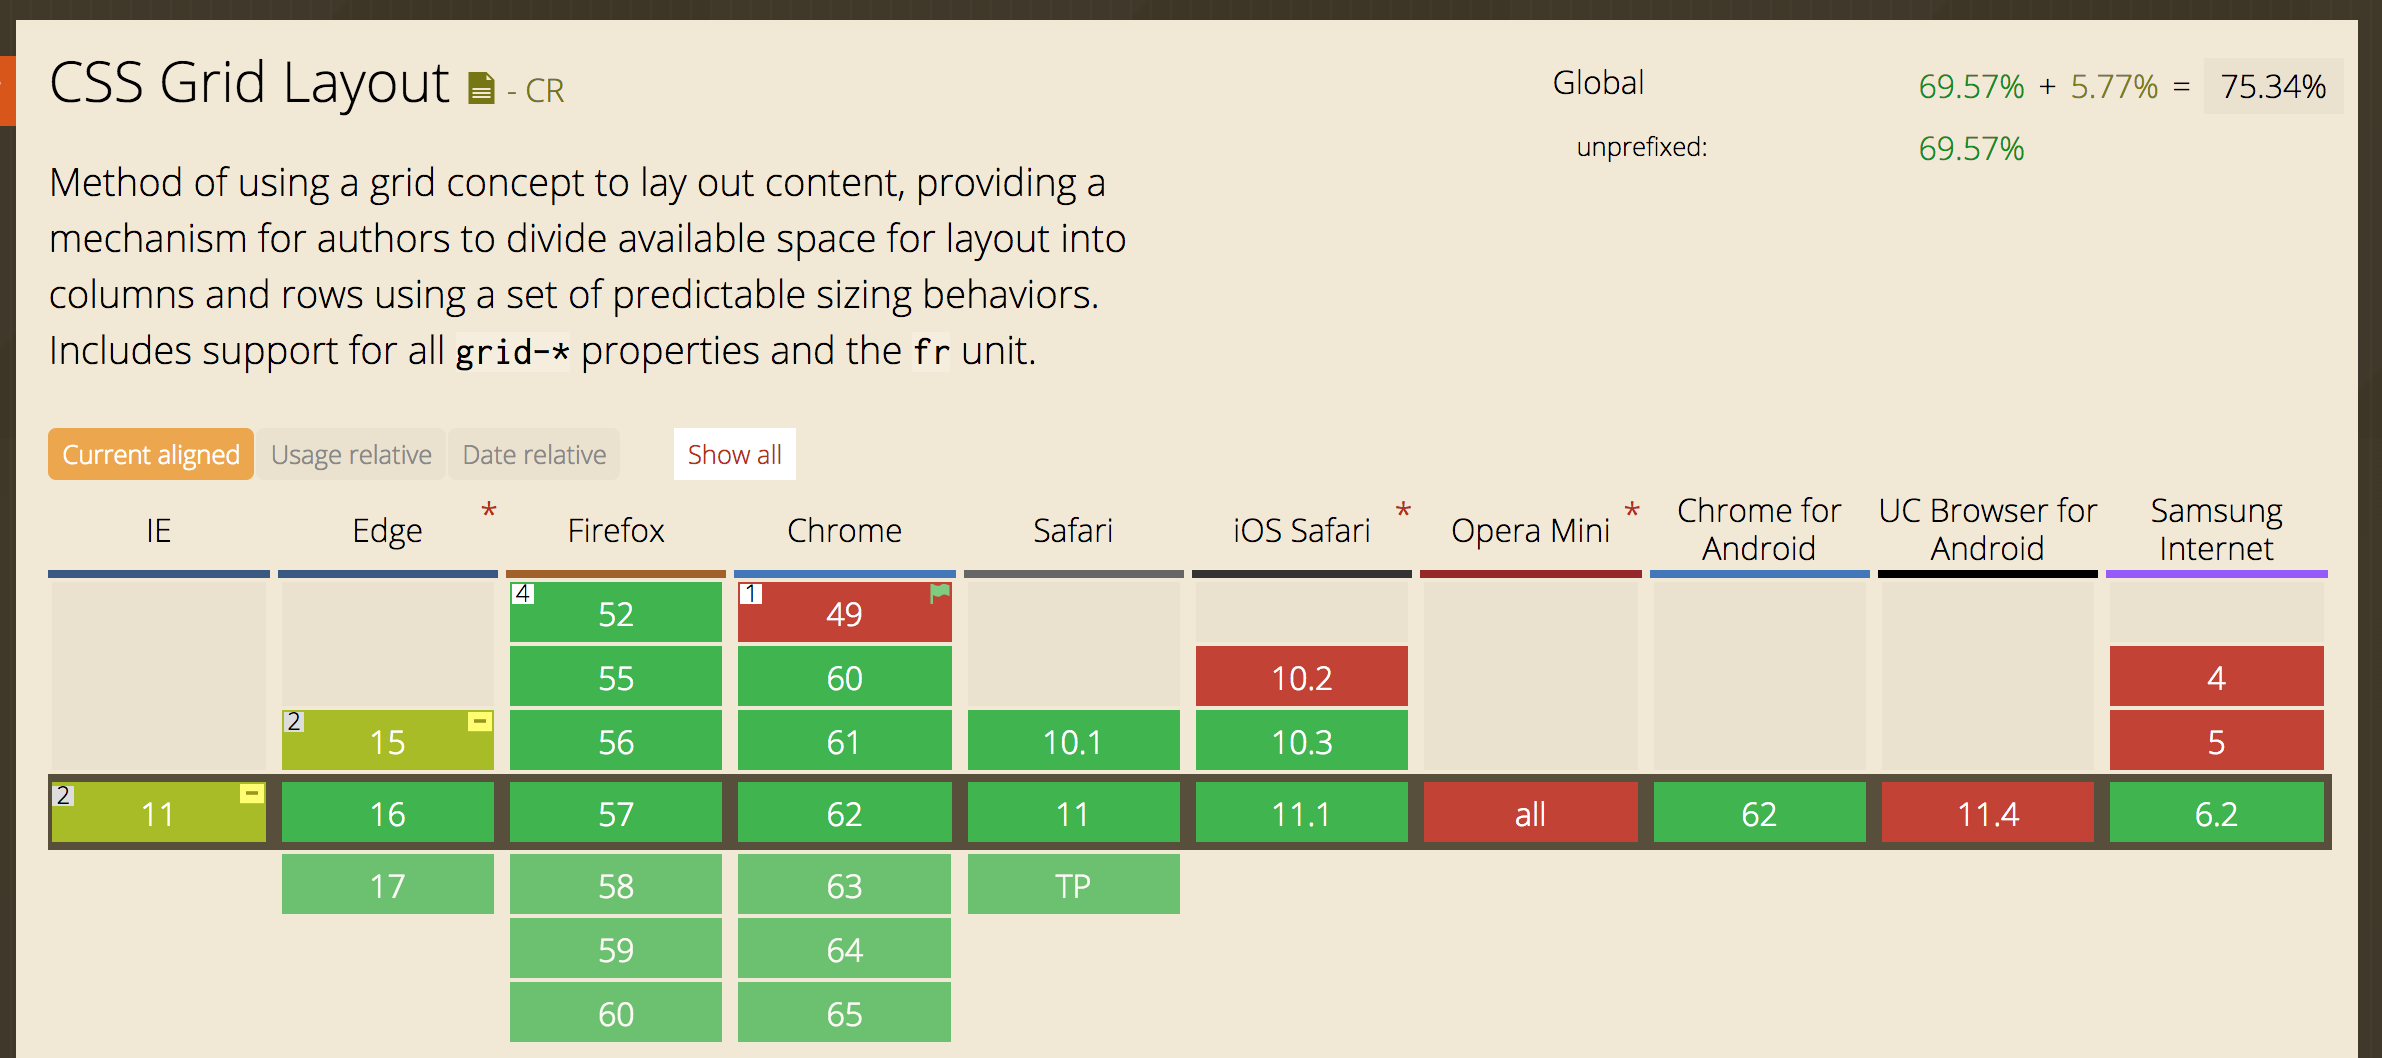 CSS Grid Layout - CR
Global 69.57% + 5.77% = 75.34%
unprefixed: 69.57%
Method of using a grid concept to lay out content, providing a
mechanism for authors to divide available space for layout into
columns and rows using a set of predictable sizing behaviors.
Includes support for all grid-* properties and the fr unit.
Current aligned Usage relative Date relative Show all
IE Edge * Firefox Chrome Safari iOS Safari * Opera Mini * Chrome for Android UC Browser for Android Samsung Internet
4 52 1 49
55 60 10.2 4
2 15 - 56 61 10.1 10.3 5
2 11 - 16 57 62 11 11.1 all 62 11.4 6.2
17 58 63 TP
59 64
60 65